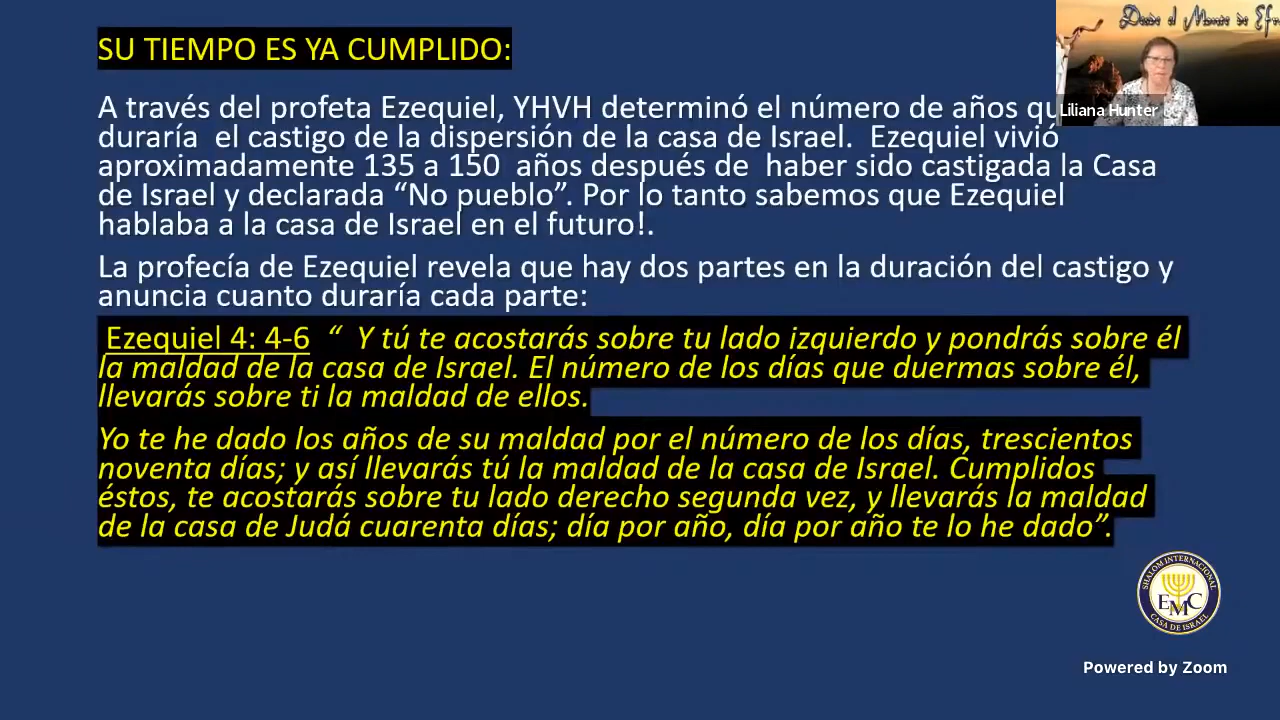 SU TIEMPO ES YA CUMPLIDO:
A través del profeta Ezequiel, YHVH determinó el número de años qu
duraría el castigo de la dispersión de la casa de Israel. Ezequiel vivió
aproximadamente 135 a 150 años después de haber sido castigada la Casa
de Israel y declarada “No pueblo”. Por lo tanto sabemos que Ezequiel
hablaba a la casa de Israel en el futuro!.
La profecía de Ezequiel revela que hay dos partes en la duración del castigo y
anuncia cuanto duraría cada parte:
Ezequiel 4: 4-6 “ Y tú te acostarás sobre tu lado izquierdo y pondrás sobre él
la maldad de la casa de Israel. El número de los días que duermas sobre él,
llevarás sobre ti la maldad de ellos.
Yo te he dado los años de su maldad por el número de los días, trescientos
noventa días; y así llevarás tú la maldad de la casa de Israel. Cumplidos
éstos, te acostarás sobre tu lado derecho segunda vez, y llevarás la maldad
de la casa de Judá cuarenta días; día por año, día por año te lo he dado”.
Desde el Monte de Efr
Liliana Hunter
SHALOM INTERNACIONAL
EMC
CASA DE ISRAEL
Powered by Zoom